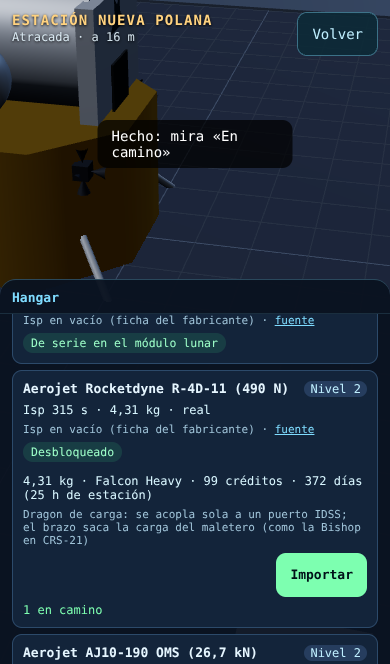 ESTACIÓN NUEVA POLANA
Atracada · a 16 m
Volver
Hecho: mira «En
camino»
Hangar
Isp en vacío (ficha del fabricante) · fuente
De serie en el módulo lunar
Aerojet Rocketdyne R-4D-11 (490 N)
Nivel 2
Isp 315 s · 4,31 kg · real
Isp en vacío (ficha del fabricante) · fuente
Desbloqueado
4,31 kg · Falcon Heavy · 99 créditos · 372 días
(25 h de estación)
Dragon de carga: se acopla sola a un puerto IDSS;
el brazo saca la carga del maletero (como la Bishop
en CRS-21)
Importar
1 en camino
Aerojet AJ10-190 OMS (26,7 kN)
Nivel 2